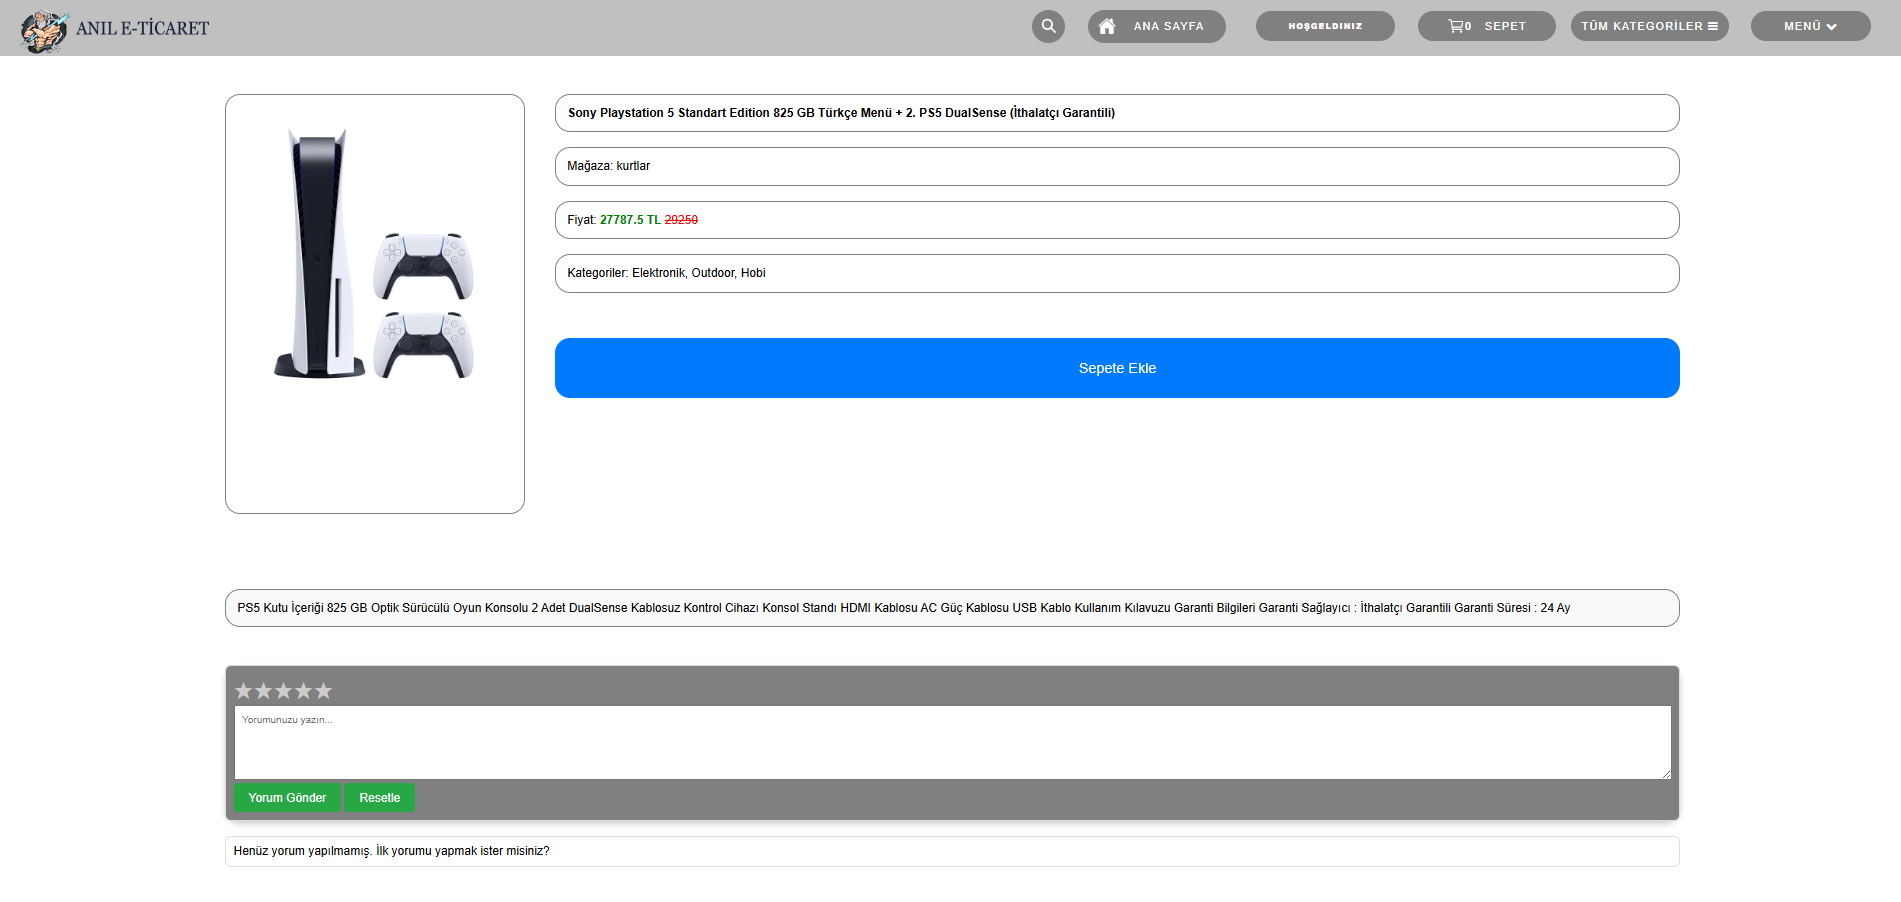 ANIL E-TİCARET
ANA SAYFA
HOŞGELDINIZ
0 SEPET
TÜM KATEGORİLER
MENÜ
Sony Playstation 5 Standart Edition 825 GB Türkçe Menü + 2. PS5 DualSense (İthalatçı Garantili)
Mağaza: kurtlar
Fiyat: 27787.5 TL 29250
Kategoriler: Elektronik, Outdoor, Hobi
Sepete Ekle
PS5 Kutu İçeriği 825 GB Optik Sürücülü Oyun Konsolu 2 Adet DualSense Kablosuz Kontrol Cihazı Konsol Standı HDMI Kablosu AC Güç Kablosu USB Kablo Kullanım Kılavuzu Garanti Bilgileri Garanti Sağlayıcı : İthalatçı Garantili Garanti Süresi : 24 Ay
Yorumunuzu yazın...
Yorum Gönder
Resetle
Henüz yorum yapılmamış. İlk yorumu yapmak ister misiniz?